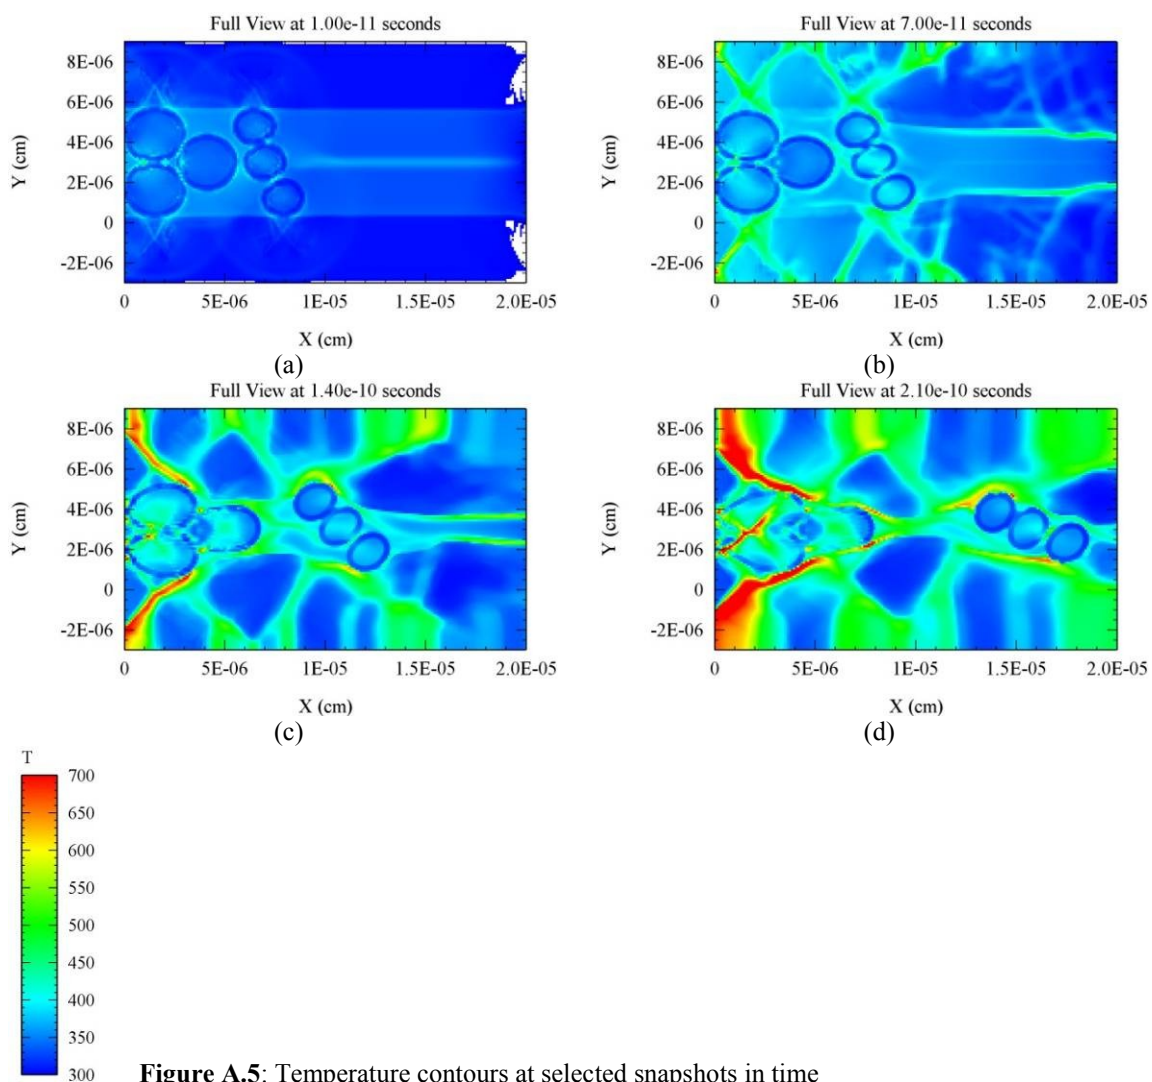 Full View at 1.00e-11 seconds
8E-06
6E-06
4E-06
2E-06
0
-2E-06
Y (cm)
0
5E-06
1E-05
1.5E-05
2.0E-05
X (cm)
(a)
Full View at 7.00e-11 seconds
8E-06
6E-06
4E-06
2E-06
0
-2E-06
Y (cm)
0
5E-06
1E-05
1.5E-05
2.0E-05
X (cm)
(b)
Full View at 1.40e-10 seconds
8E-06
6E-06
4E-06
2E-06
0
-2E-06
Y (cm)
0
5E-06
1E-05
1.5E-05
2.0E-05
X (cm)
(c)
Full View at 2.10e-10 seconds
8E-06
6E-06
4E-06
2E-06
0
-2E-06
Y (cm)
0
5E-06
1E-05
1.5E-05
2.0E-05
X (cm)
(d)
T
700
650
600
550
500
450
400
350
300
Figure A.5: Temperature contours at selected snapshots in time